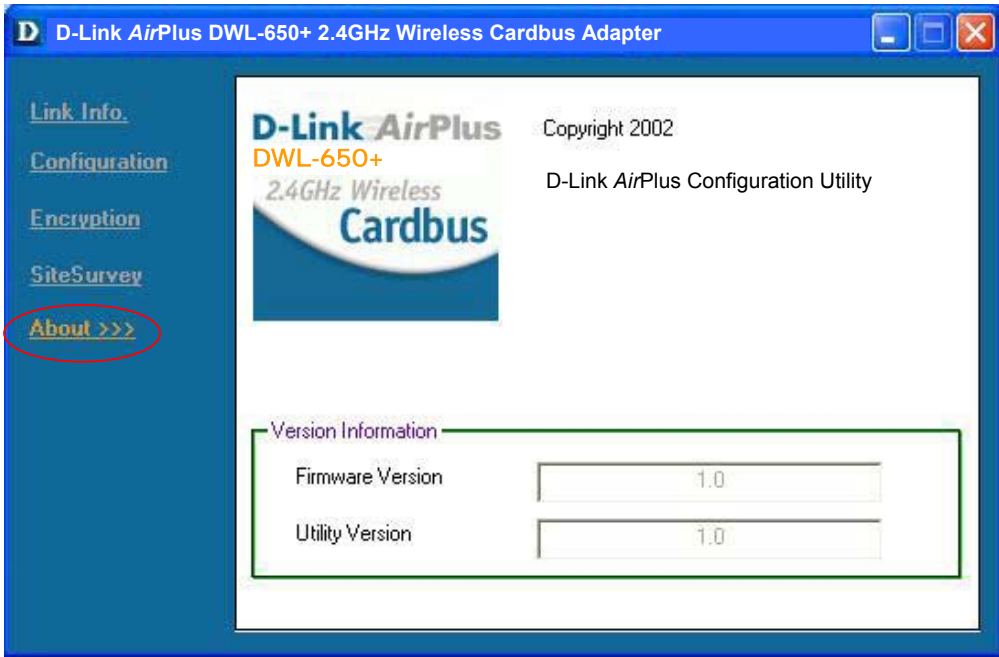 D-Link AirPlus DWL-650+ 2.4GHz Wireless Cardbus Adapter
Link Info.
Configuration
Encryption
SiteSurvey
About >>>
D-Link AirPlus
DWL-650+
2.4GHz Wireless
Cardbus
Copyright 2002
D-Link AirPlus Configuration Utility
Version Information
Firmware Version 1.0
Utility Version 1.0